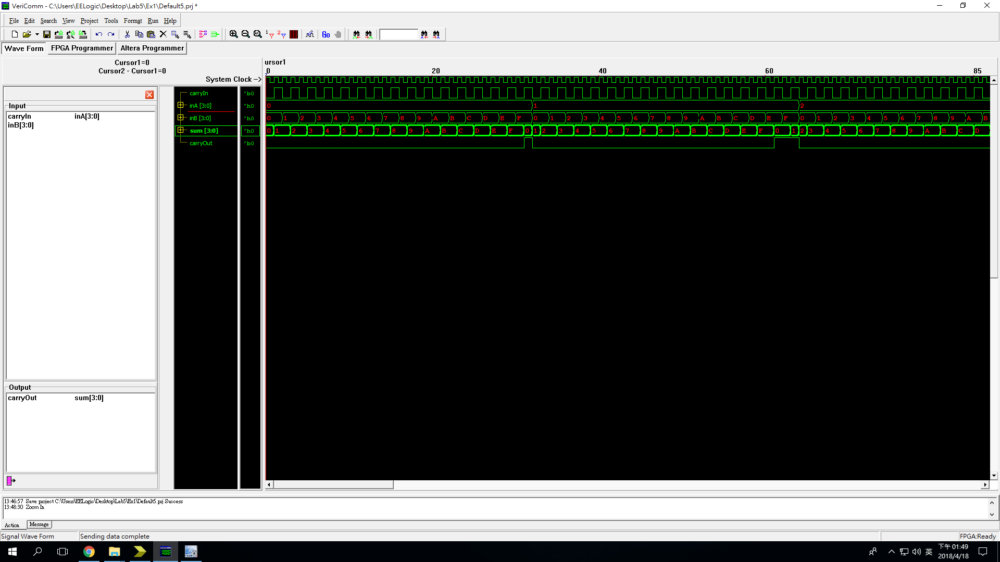 VeriComm - C:\Users\EELogic\Desktop\Lab5\Ex1\Default5.prj *
File Edit Search View Project Tools Format Run Help
1 2 Go
Wave Form FPGA Programmer Altera Programmer
Cursor1=0
Cursor2 - Cursor1=0
System Clock -->
ursor1
0 20 40 60 85
Input
carryIn inA[3:0]
inB[3:0]
carryIn 'b0
inA [3:0] 'h0 0 1 2
inB [3:0] 'h0 0 1 2 3 4 5 6 7 8 9 A B C D E F 0 1 2 3 4 5 6 7 8 9 A B C D E F 0 1 2 3 4 5 6 7 8 9 A B
sum [3:0] 'h0 0 1 2 3 4 5 6 7 8 9 A B C D E F 0 1 2 3 4 5 6 7 8 9 A B C D E F 0 1 2 3 4 5 6 7 8 9 A B C D
carryOut 'b0
Output
carryOut sum[3:0]
13:46:57 Save project C:\Users\EELogic\Desktop\Lab5\Ex1\Default5.prj Success
13:48:30 Zoom In
Action Message
Signal Wave Form Sending data complete FPGA:Ready
英 下午 01:49
2018/4/18